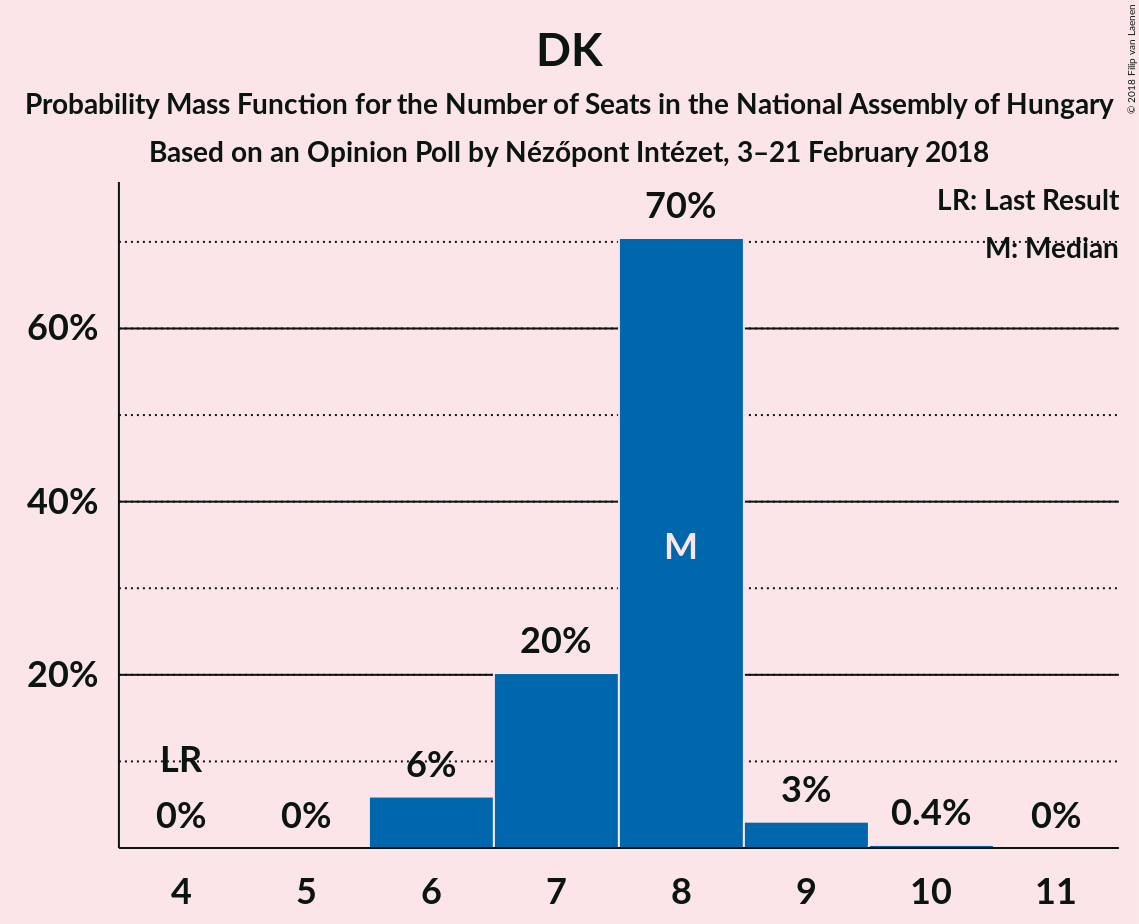 DK
Probability Mass Function for the Number of Seats in the National Assembly of Hungary
Based on an Opinion Poll by Nézőpont Intézet, 3–21 February 2018
© 2018 Filip van Laenen
LR: Last Result
M: Median
70%
60%
40%
M
20%
20%
LR
6%
3%
0%
0%
0.4%
0%
4 5 6 7 8 9 10 11